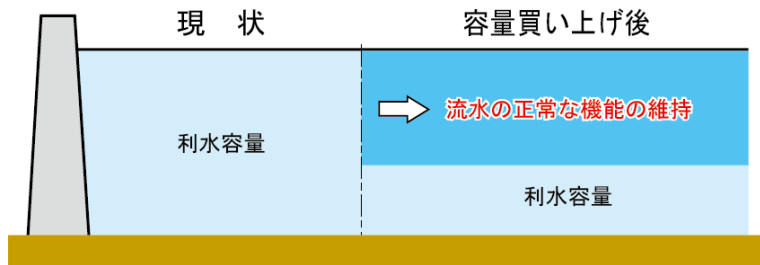 現 状
容量買い上げ後
利水容量
流水の正常な機能の維持
利水容量